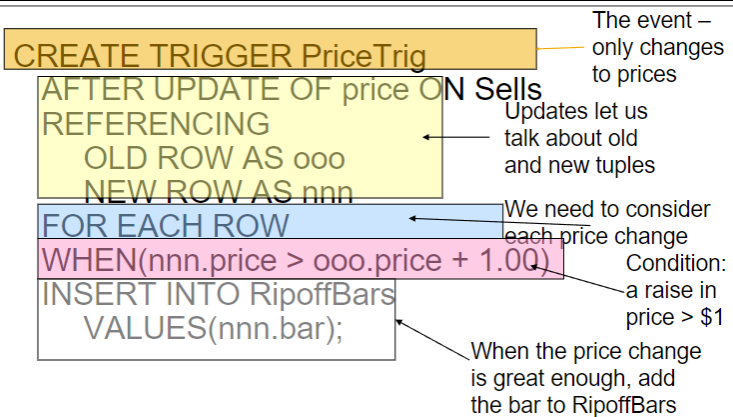 The event –
only changes
to prices
CREATE TRIGGER PriceTrig
AFTER UPDATE OF price ON Sells
REFERENCING
OLD ROW AS ooo
NEW ROW AS nnn
Updates let us
talk about old
and new tuples
FOR EACH ROW
We need to consider
each price change
WHEN(nnn.price > ooo.price + 1.00)
Condition:
a raise in
price > $1
INSERT INTO RipoffBars
VALUES(nnn.bar);
When the price change
is great enough, add
the bar to RipoffBars